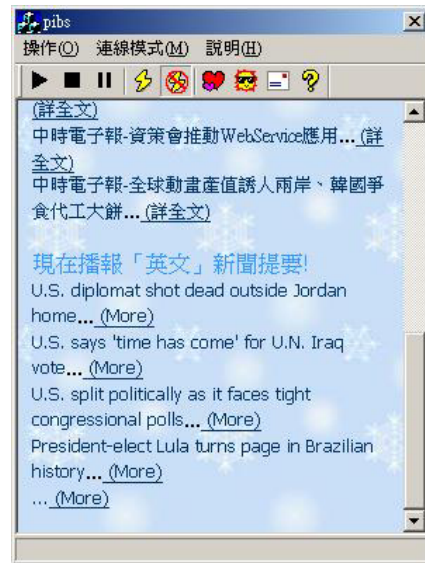 pibs
操作(O) 連線模式(M) 說明(H)
(詳全文)
中時電子報-資策會推動WebService應用... (詳
全文)
中時電子報-全球動畫產值誘人兩岸、韓國爭
食代工大餅... (詳全文)
現在播報「英文」新聞提要!
U.S. diplomat shot dead outside Jordan
home... (More)
U.S. says 'time has come' for U.N. Iraq
vote... (More)
U.S. split politically as it faces tight
congressional polls... (More)
President-elect Lula turns page in Brazilian
history... (More)
... (More)